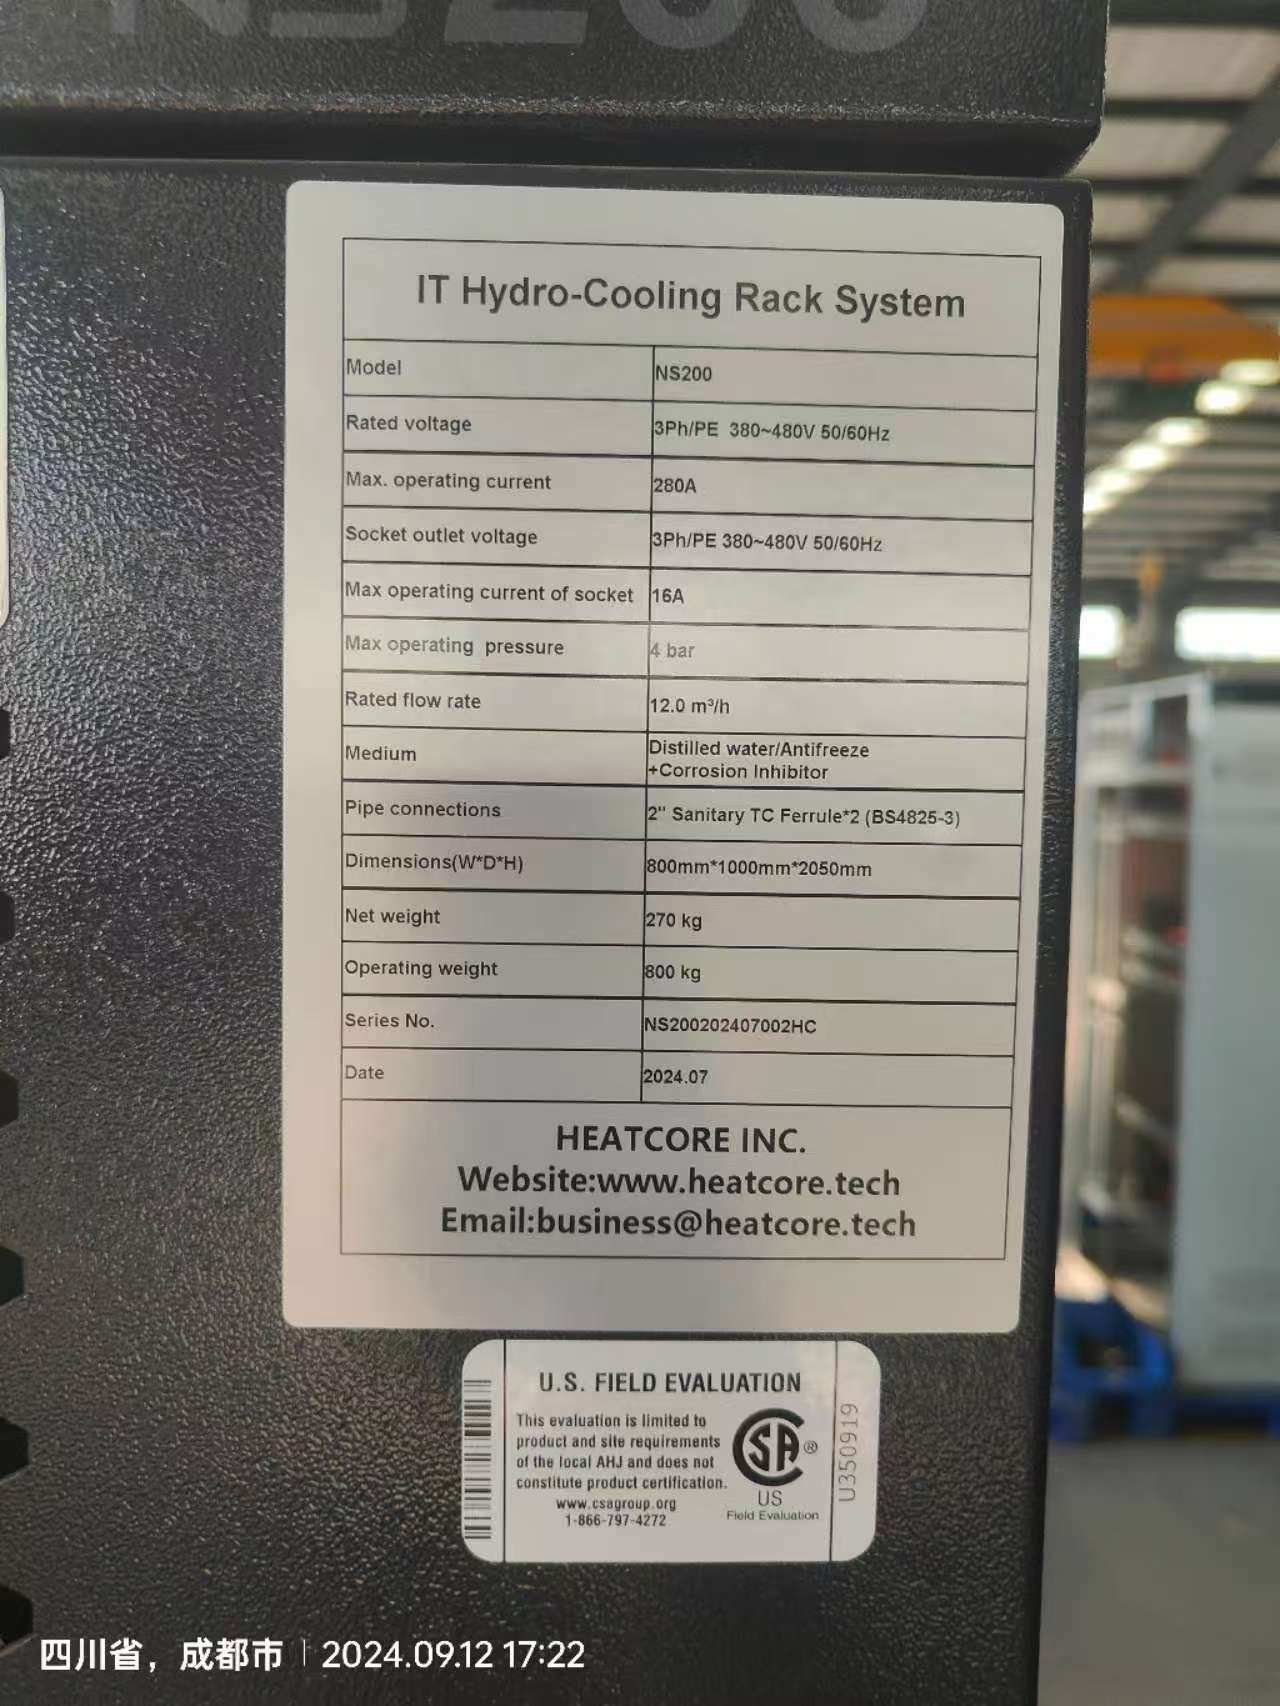 NS200
IT Hydro-Cooling Rack System
Model NS200
Rated voltage 3Ph/PE 380~480V 50/60Hz
Max. operating current 280A
Socket outlet voltage 3Ph/PE 380~480V 50/60Hz
Max operating current of socket 16A
Max operating pressure 4 bar
Rated flow rate 12.0 m³/h
Medium Distilled water/Antifreeze
+Corrosion Inhibitor
Pipe connections 2" Sanitary TC Ferrule*2 (BS4825-3)
Dimensions(W*D*H) 800mm*1000mm*2050mm
Net weight 270 kg
Operating weight 800 kg
Series No. NS200202407002HC
Date 2024.07
HEATCORE INC.
Website:www.heatcore.tech
Email:business@heatcore.tech
U.S. FIELD EVALUATION
This evaluation is limited to
product and site requirements
of the local AHJ and does not
constitute product certification.
www.csagroup.org
1-866-797-4272
SA®
US
Field Evaluation
U350919
四川省，成都市 | 2024.09.12 17:22